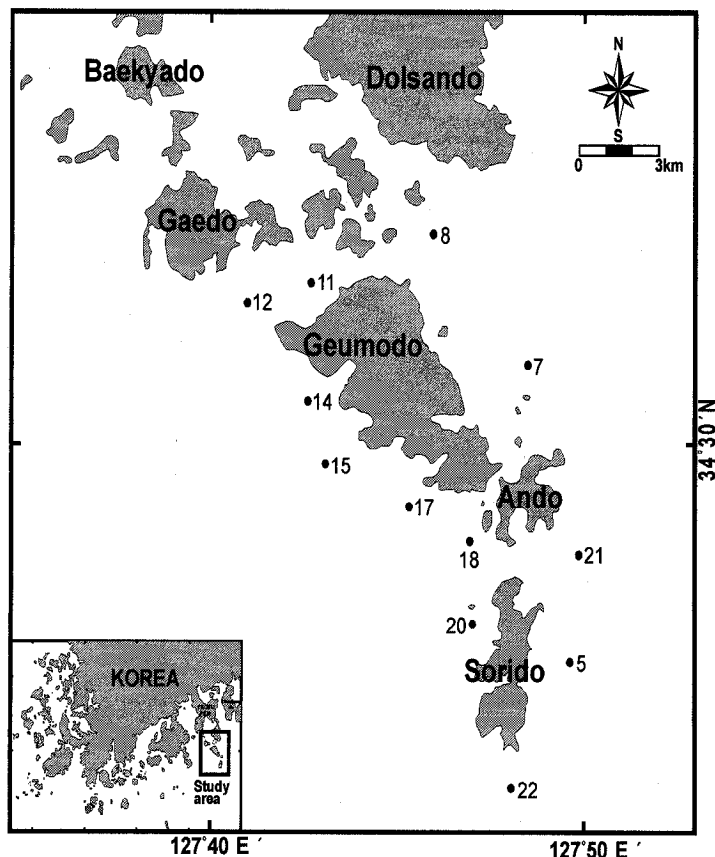 Baekyado
Dolsando
N
S
0 3km
Gaedo
8
11
12
Geumodo
7
14
34°30´N
15
Ando
17
18
21
20
5
Sorido
KOREA
Study
area
22
127°40 E´
127°50 E´